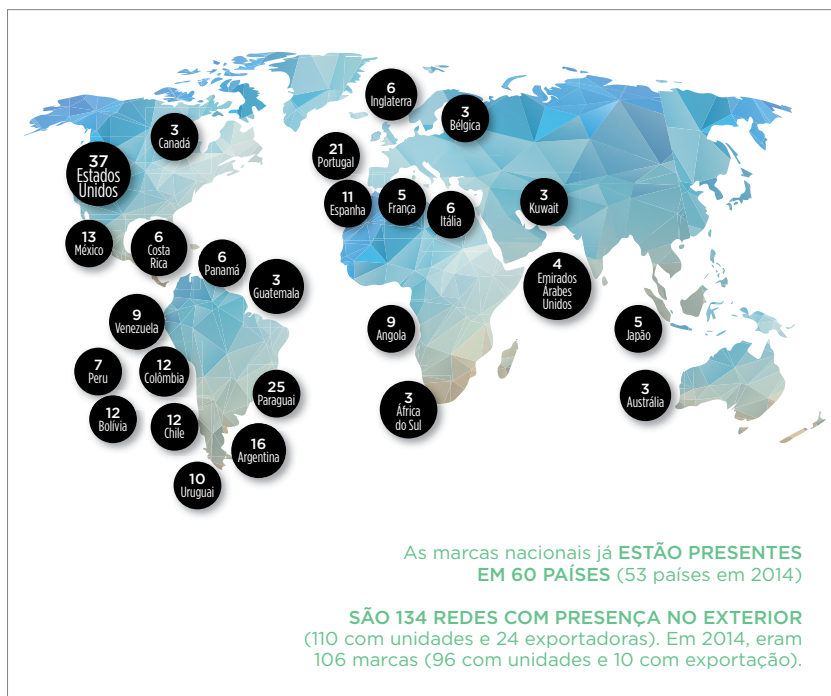 6
Inglaterra
3
Bélgica
3
Canadá
37
Estados
Unidos
21
Portugal
11
Espanha
5
França
6
Itália
3
Kuwait
13
México
6
Costa
Rica
6
Panamá
3
Guatemala
4
Emirados
Árabes
Unidos
9
Venezuela
9
Angola
5
Japão
7
Peru
12
Colômbia
25
Paraguai
3
África
do Sul
3
Austrália
12
Bolívia
12
Chile
16
Argentina
10
Uruguai
As marcas nacionais já ESTÃO PRESENTES
EM 60 PAÍSES (53 países em 2014)
SÃO 134 REDES COM PRESENÇA NO EXTERIOR
(110 com unidades e 24 exportadoras). Em 2014, eram
106 marcas (96 com unidades e 10 com exportação).